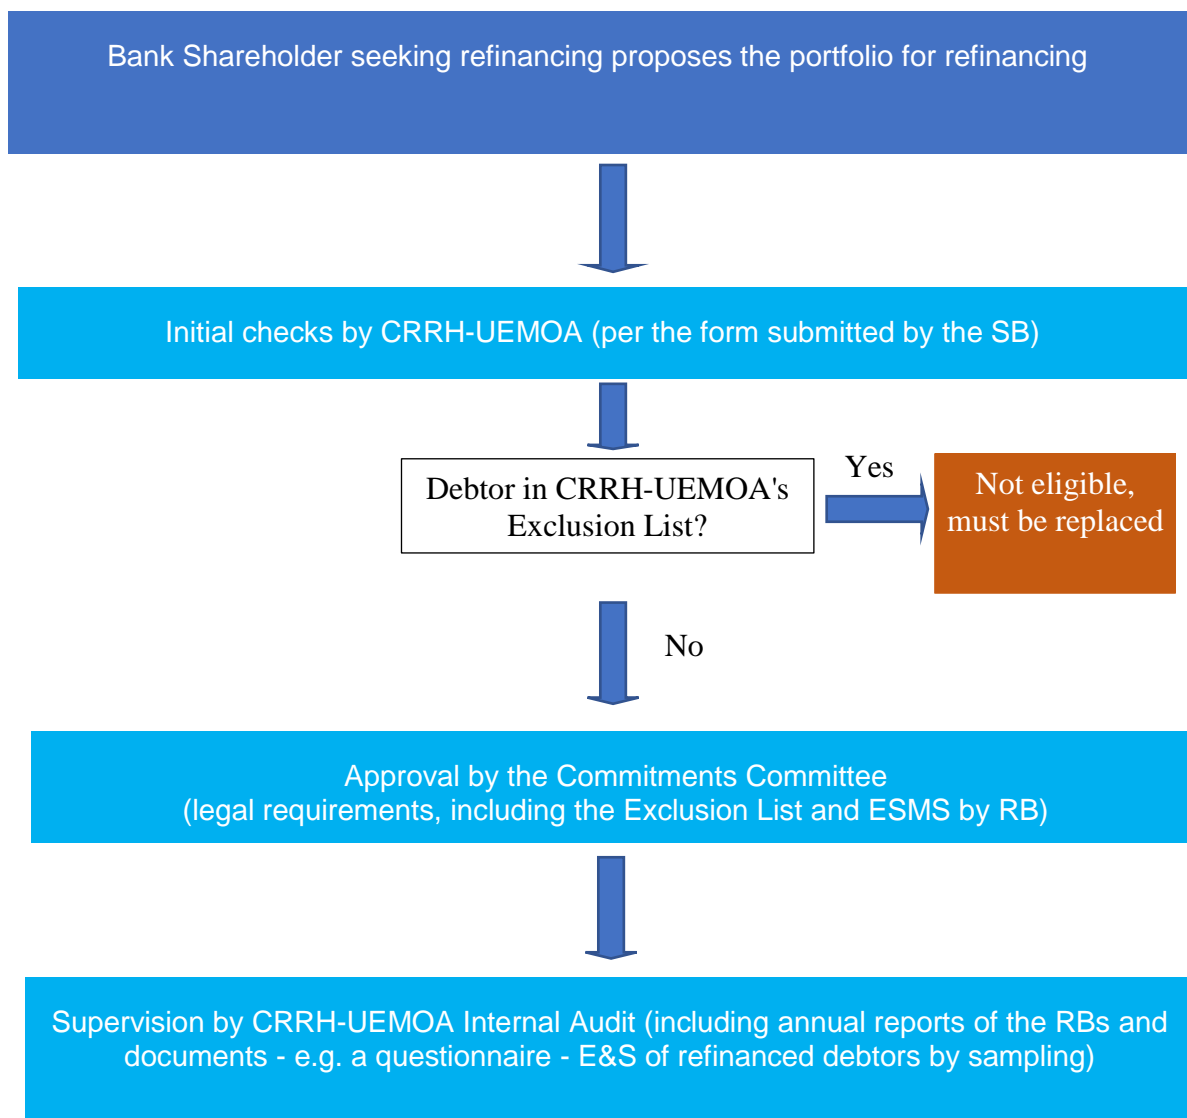 Bank Shareholder seeking refinancing proposes the portfolio for refinancing
Initial checks by CRRH-UEMOA (per the form submitted by the SB)
Debtor in CRRH-UEMOA's
Exclusion List?
Yes
Not eligible,
must be replaced
No
Approval by the Commitments Committee
(legal requirements, including the Exclusion List and ESMS by RB)
Supervision by CRRH-UEMOA Internal Audit (including annual reports of the RBs and
documents - e.g. a questionnaire - E&S of refinanced debtors by sampling)